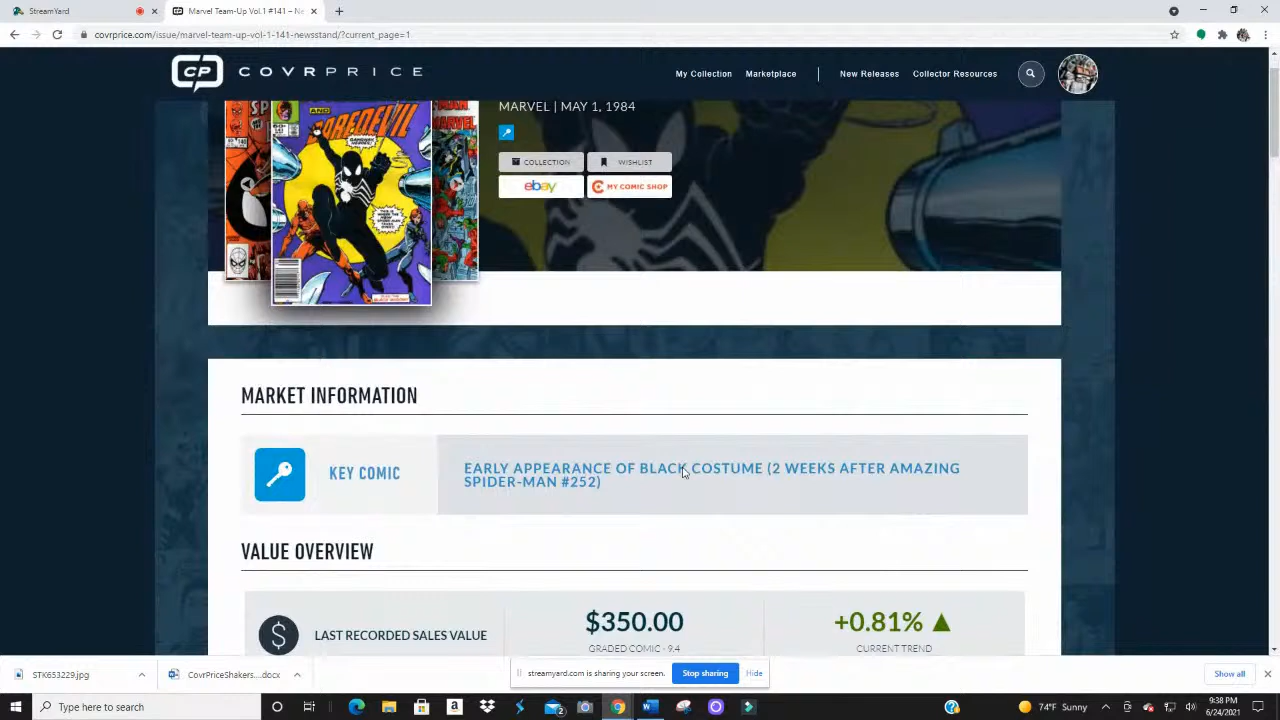 StreamYard
Marvel Team-Up Vol.1 #141 – Ne
covrprice.com/issue/marvel-team-up-vol-1-141-newsstand/?current_page=1
CP COVRPRICE
My Collection
Marketplace
New Releases
Collector Resources
MARVEL | MAY 1, 1984
AND
DAREDEVIL
MARVEL
COLLECTION
WISHLIST
ebay
MY COMIC SHOP
MARKET INFORMATION
KEY COMIC
EARLY APPEARANCE OF BLACK COSTUME (2 WEEKS AFTER AMAZING
SPIDER-MAN #252)
VALUE OVERVIEW
LAST RECORDED SALES VALUE
$350.00
GRADED COMIC - 9.4
+0.81% ▲
CURRENT TREND
STK653229.jpg
CovrPriceShakers....docx
streamyard.com is sharing your screen.
Stop sharing
Hide
Show all
Type here to search
2
74°F Sunny
9:38 PM
6/24/2021